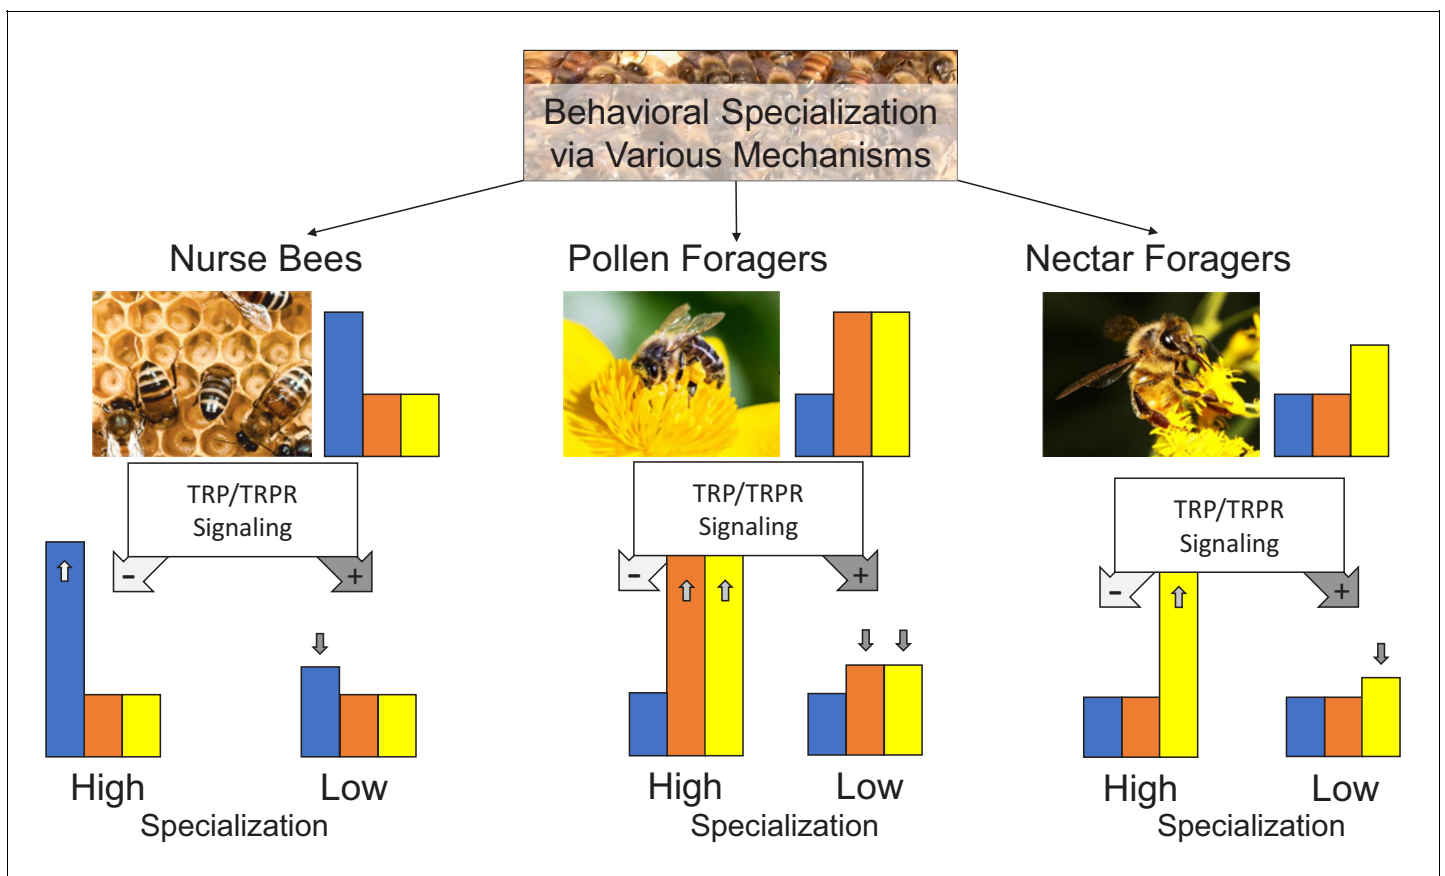 Behavioral Specialization
via Various Mechanisms
Nurse Bees
Pollen Foragers
Nectar Foragers
TRP/TRPR
Signaling
-
+
TRP/TRPR
Signaling
-
+
TRP/TRPR
Signaling
-
+
High
Low
Specialization
High
Low
Specialization
High
Low
Specialization